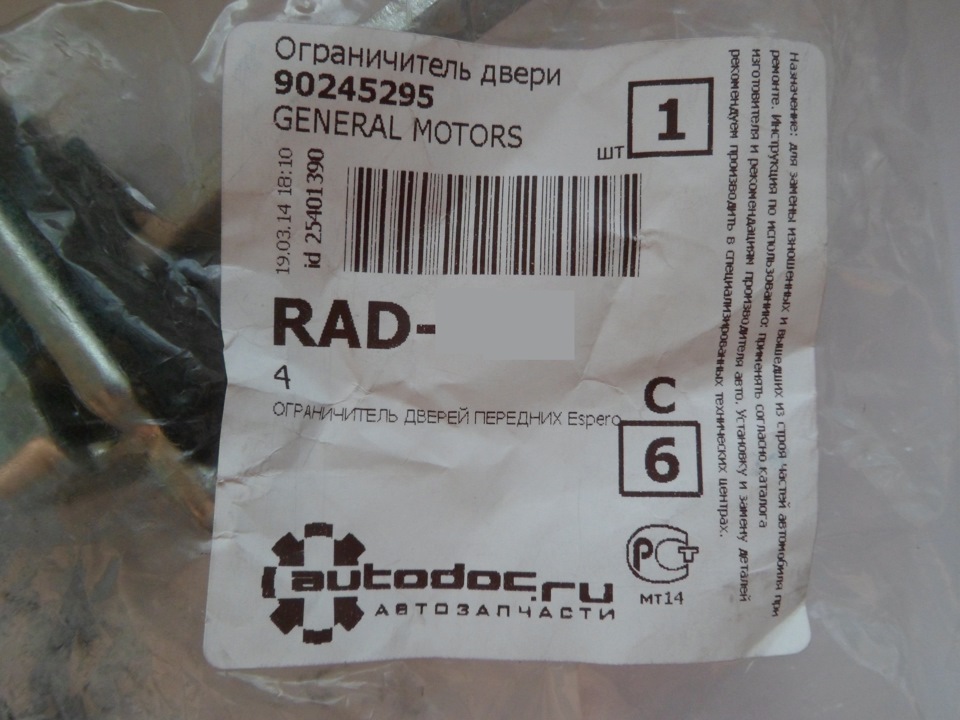 Ограничитель двери
90245295
GENERAL MOTORS
шт 1
19.03.14 18:10
id 25401390
RAD-
4
ОГРАНИЧИТЕЛЬ ДВЕРЕЙ ПЕРЕДНИХ Espero
C
6
autodoc.ru
АВТОЗАПЧАСТИ
РСТ
МТ14
Назначение: для замены изношенных и вышедших из строя частей автомобиля при
ремонте. Инструкция по использованию: применять согласно каталога
изготовителя и рекомендациям производителя авто. Установку и замену деталей
рекомендуем производить в специализированных технических центрах.